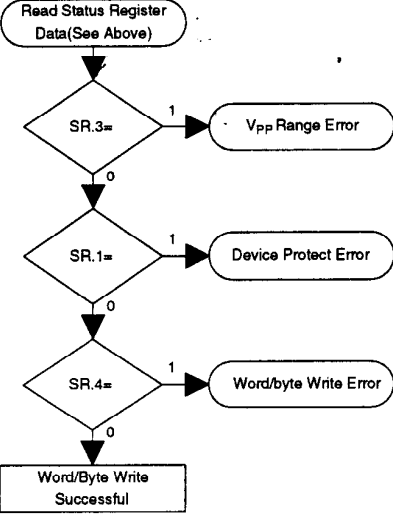 Read Status Register
Data(See Above)
SR.3=
1
VPP Range Error
0
SR.1=
1
Device Protect Error
0
SR.4=
1
Word/byte Write Error
0
Word/Byte Write
Successful